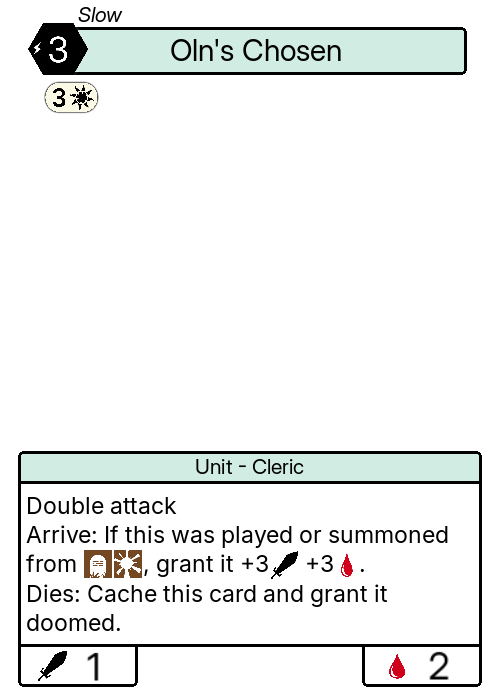 Slow
3
Oln's Chosen
3
Unit - Cleric
Double attack
Arrive: If this was played or summoned
from , grant it +3 +3 .
Dies: Cache this card and grant it
doomed.
1
2